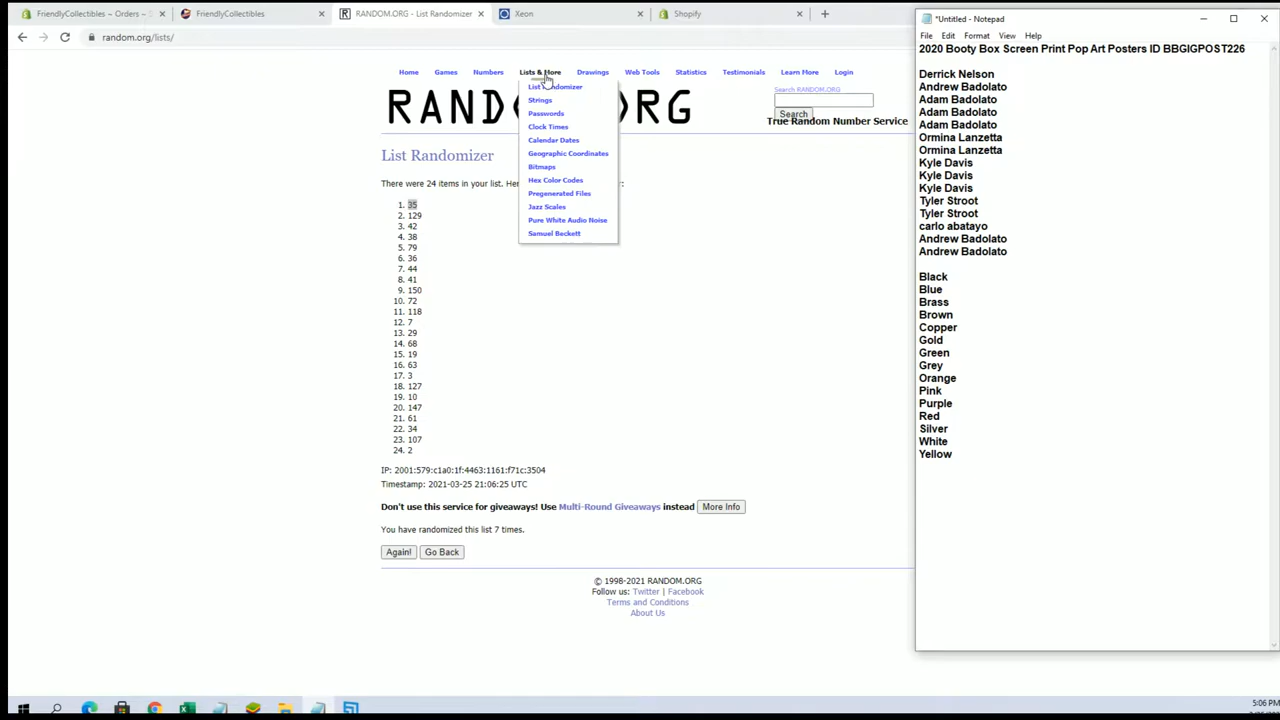 FriendlyCollectibles ~ Orders ~ S
FriendlyCollectibles
RANDOM.ORG - List Randomizer
Xeon
Shopify
random.org/lists/
Home Games Numbers Lists & More Drawings Web Tools Statistics Testimonials Learn More Login
List Randomizer
Strings
Passwords
Clock Times
Calendar Dates
Geographic Coordinates
Bitmaps
Hex Color Codes
Pregenerated Files
Jazz Scales
Pure White Audio Noise
Samuel Beckett
Search RANDOM.ORG
Search
True Random Number Service
List Randomizer
There were 24 items in your list. Her
1. 35
2. 129
3. 42
4. 38
5. 79
6. 36
7. 44
8. 41
9. 150
10. 72
11. 118
12. 7
13. 29
14. 68
15. 19
16. 63
17. 3
18. 127
19. 10
20. 147
21. 61
22. 34
23. 107
24. 2
IP: 2001:579:c1a0:1f:4463:1161:f71c:3504
Timestamp: 2021-03-25 21:06:25 UTC
Don't use this service for giveaways! Use Multi-Round Giveaways instead More Info
You have randomized this list 7 times.
Again! Go Back
© 1998-2021 RANDOM.ORG
Follow us: Twitter | Facebook
Terms and Conditions
About Us
*Untitled - Notepad
File Edit Format View Help
2020 Booty Box Screen Print Pop Art Posters ID BBGIGPOST226
Derrick Nelson
Andrew Badolato
Adam Badolato
Adam Badolato
Adam Badolato
Ormina Lanzetta
Ormina Lanzetta
Kyle Davis
Kyle Davis
Kyle Davis
Tyler Stroot
Tyler Stroot
carlo abatayo
Andrew Badolato
Andrew Badolato
Black
Blue
Brass
Brown
Copper
Gold
Green
Grey
Orange
Pink
Purple
Red
Silver
White
Yellow
5:06 PM